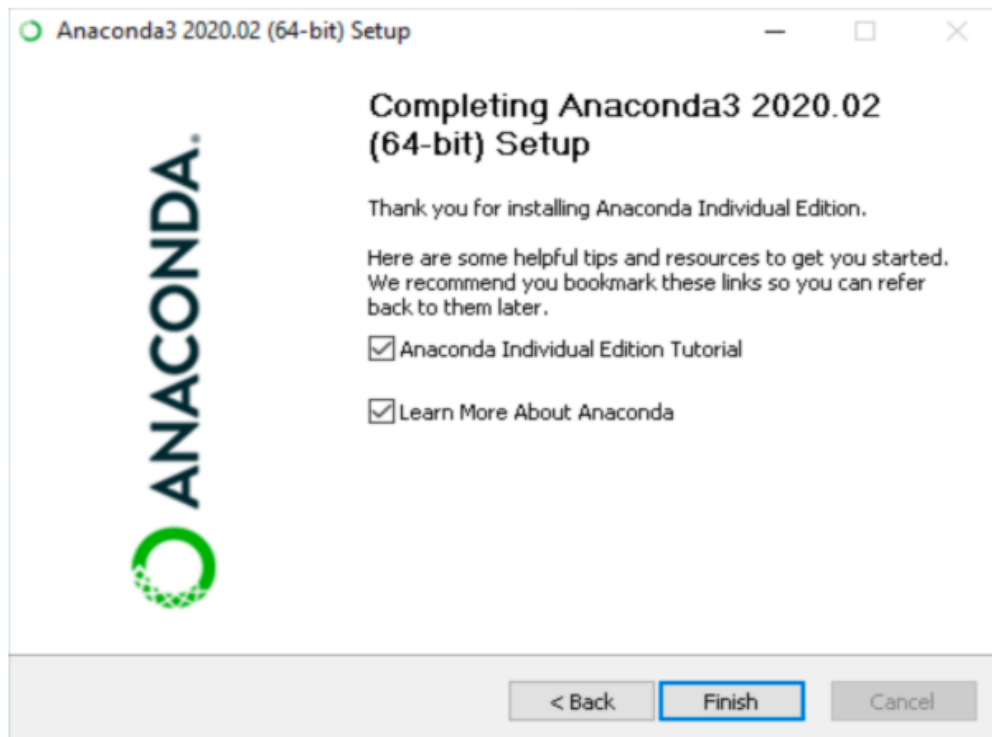 Anaconda3 2020.02 (64-bit) Setup
ANACONDA.
Completing Anaconda3 2020.02
(64-bit) Setup
Thank you for installing Anaconda Individual Edition.
Here are some helpful tips and resources to get you started.
We recommend you bookmark these links so you can refer
back to them later.
Anaconda Individual Edition Tutorial
Learn More About Anaconda
< Back
Finish
Cancel